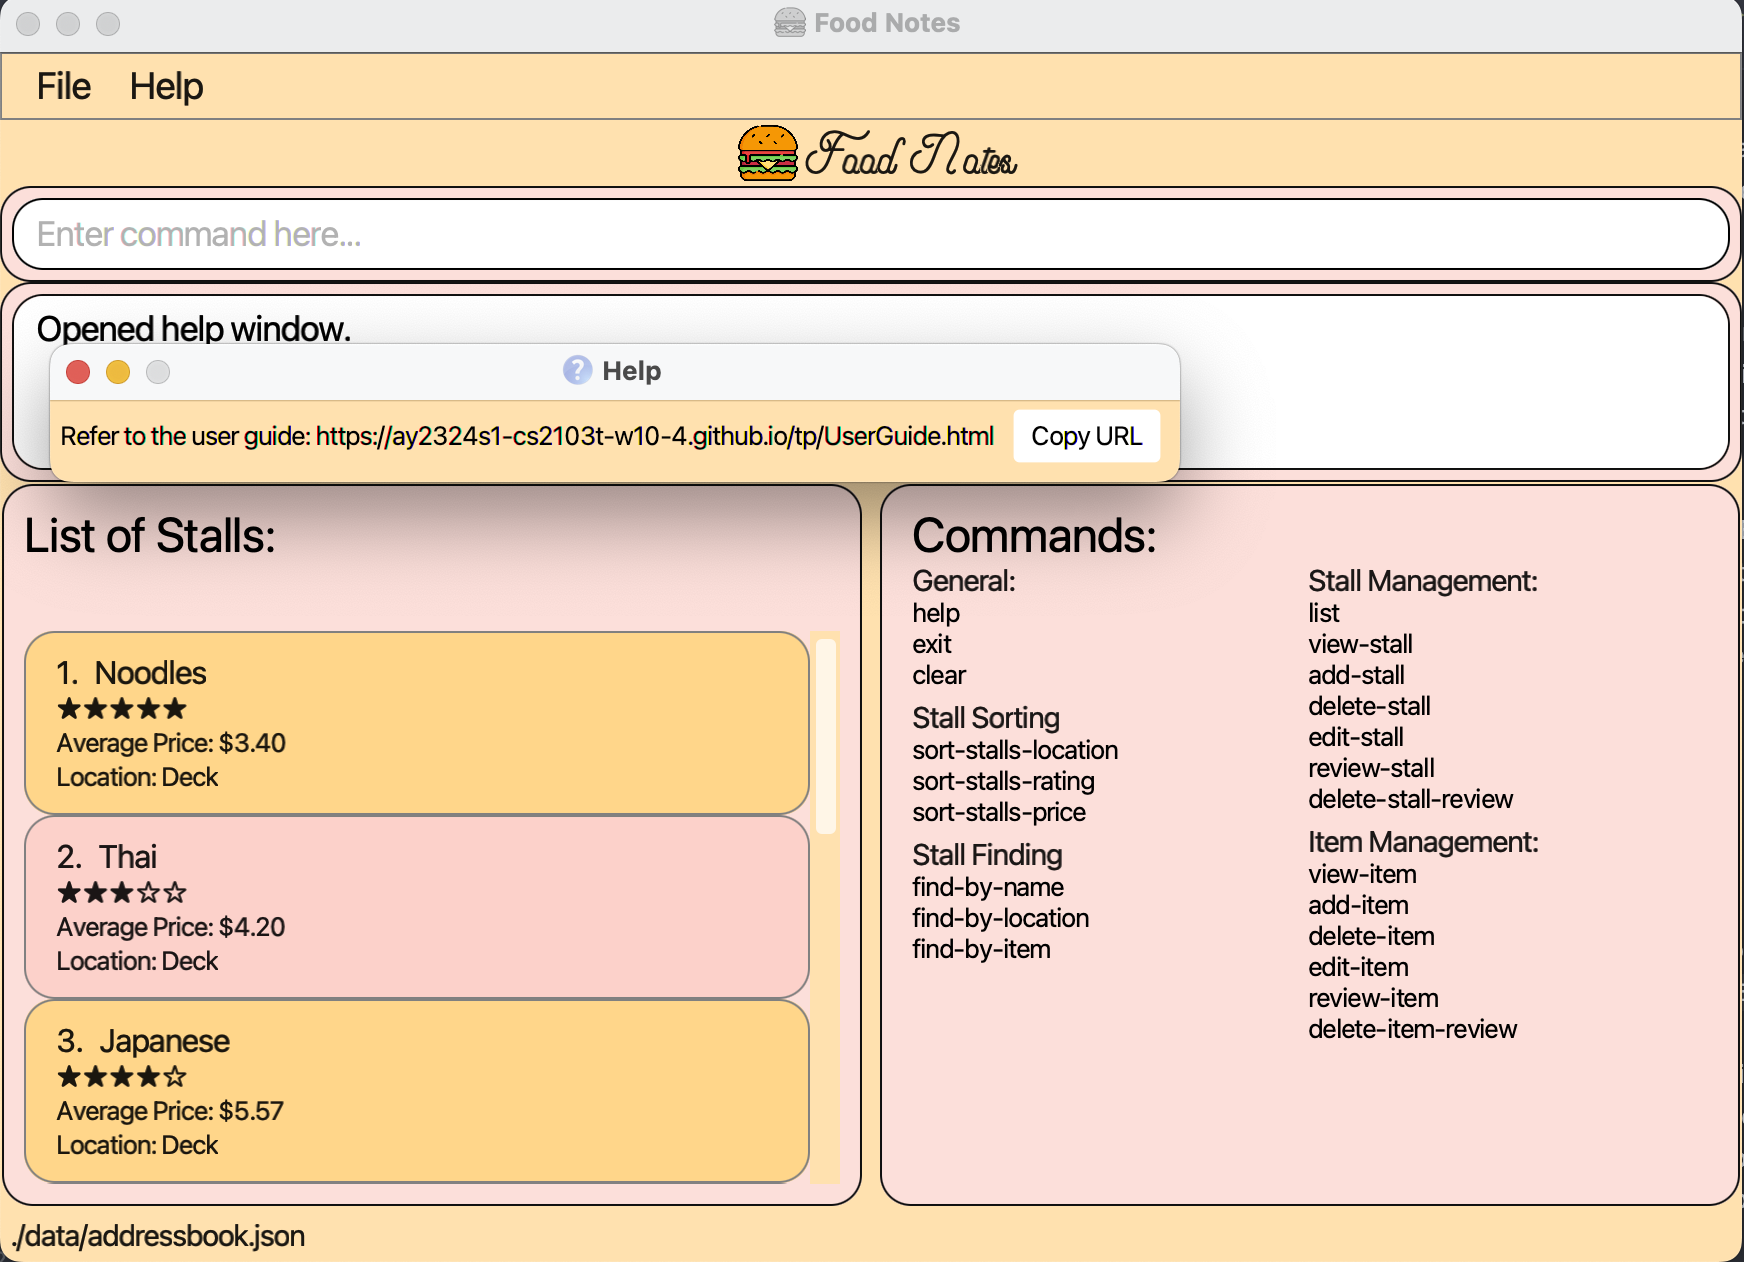 Food Notes
File Help
Food Notes
Enter command here...
Opened help window.
Help
Refer to the user guide: https://ay2324s1-cs2103t-w10-4.github.io/tp/UserGuide.html Copy URL
List of Stalls:
1. Noodles
★★★★★
Average Price: $3.40
Location: Deck
2. Thai
★★★☆☆
Average Price: $4.20
Location: Deck
3. Japanese
★★★★☆
Average Price: $5.57
Location: Deck
Commands:
General:
help
exit
clear
Stall Sorting
sort-stalls-location
sort-stalls-rating
sort-stalls-price
Stall Finding
find-by-name
find-by-location
find-by-item
Stall Management:
list
view-stall
add-stall
delete-stall
edit-stall
review-stall
delete-stall-review
Item Management:
view-item
add-item
delete-item
edit-item
review-item
delete-item-review
./data/addressbook.json